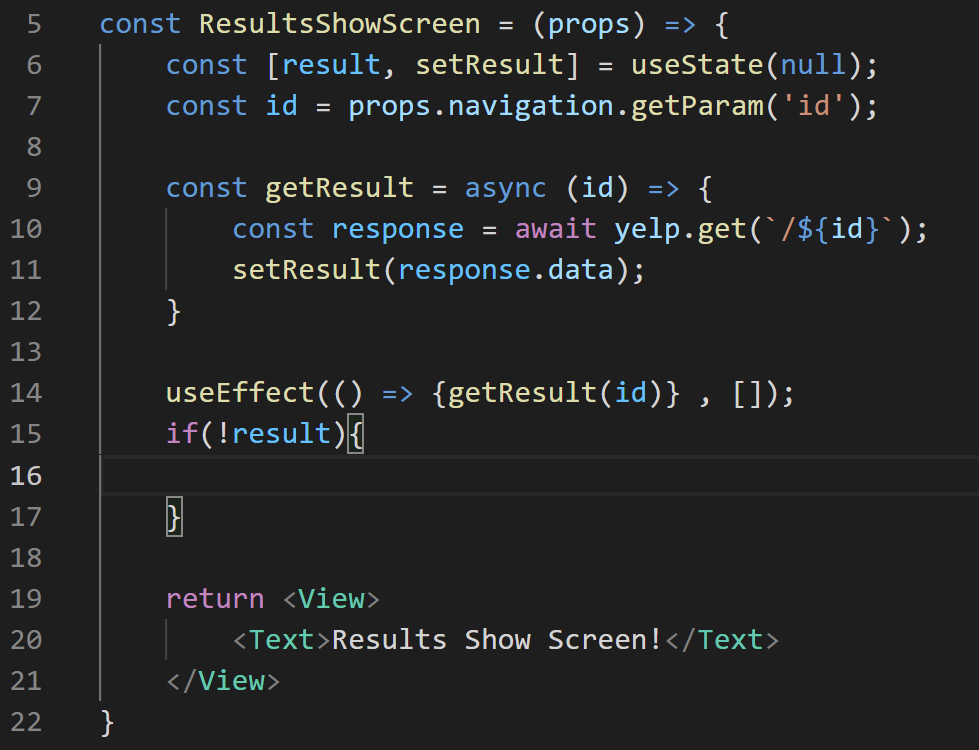 5 const ResultsShowScreen = (props) => {
6     const [result, setResult] = useState(null);
7     const id = props.navigation.getParam('id');
8
9     const getResult = async (id) => {
10         const response = await yelp.get(`/${id}`);
11         setResult(response.data);
12     }
13
14     useEffect(() => {getResult(id)} , []);
15     if(!result){
16
17     }
18
19     return <View>
20         <Text>Results Show Screen!</Text>
21     </View>
22 }